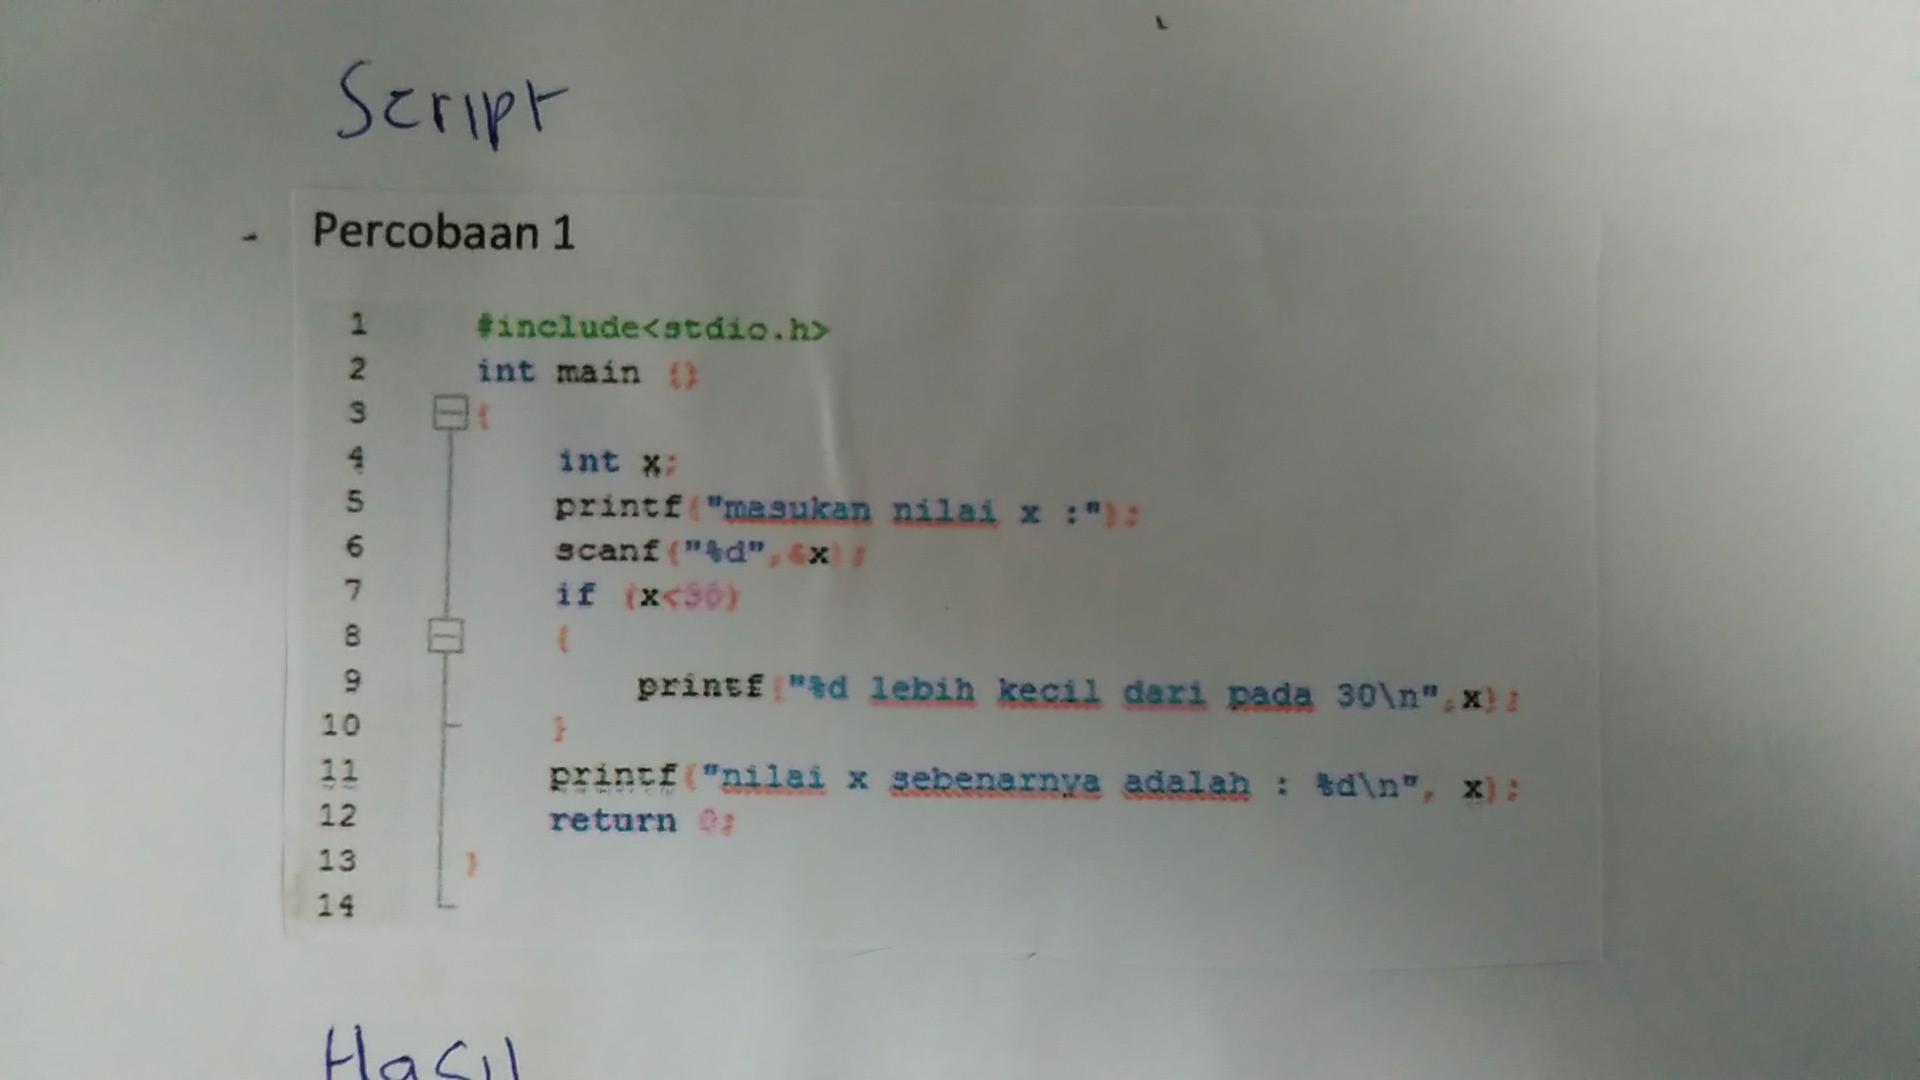 Script
- Percobaan 1
1 #include<stdio.h>
2 int main ()
3 {
4 int x;
5 printf("masukan nilai x :");
6 scanf("%d",&x);
7 if (x<30)
8 {
9 printf("%d lebih kecil dari pada 30\n",x);
10 }
11 printf("nilai x sebenarnya adalah : %d\n", x);
12 return 0;
13 }
14
Hasil